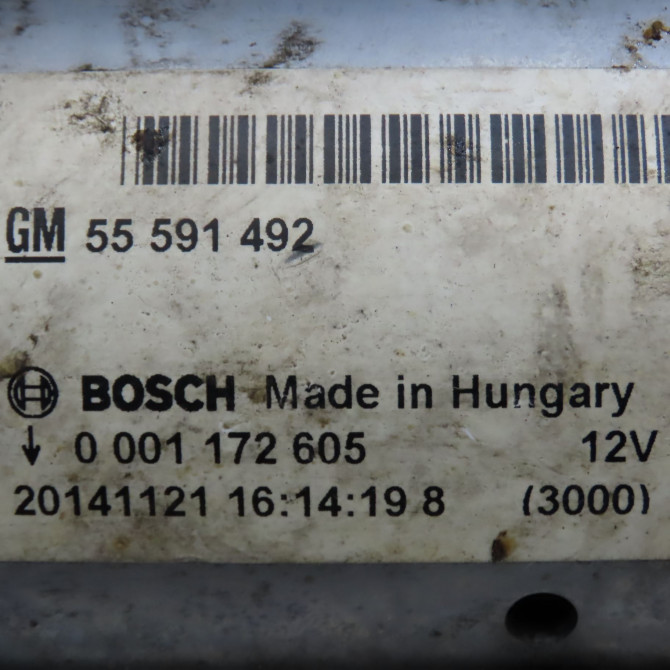 GM 55 591 492
BOSCH Made in Hungary
0 001 172 605 12V
20141121 16:14:19 8 (3000)